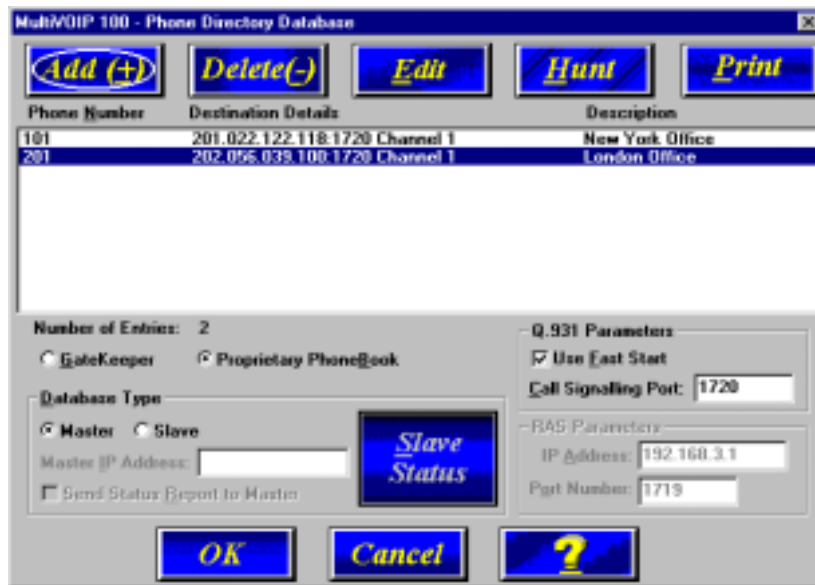 MultiVOIP 100 - Phone Directory Database
Add (+) Delete(-) Edit Hunt Print
Phone Number Destination Details Description
101 201.022.122.118:1720 Channel 1 New York Office
201 202.056.039.100:1720 Channel 1 London Office
Number of Entries: 2
GateKeeper Proprietary PhoneBook
Q.931 Parameters
Use Fast Start
Call Signalling Port: 1720
Database Type
Master Slave
Master IP Address:
Send Status Report to Master
Slave
Status
RAS Parameters
IP Address: 192.168.3.1
Port Number: 1719
OK Cancel ?